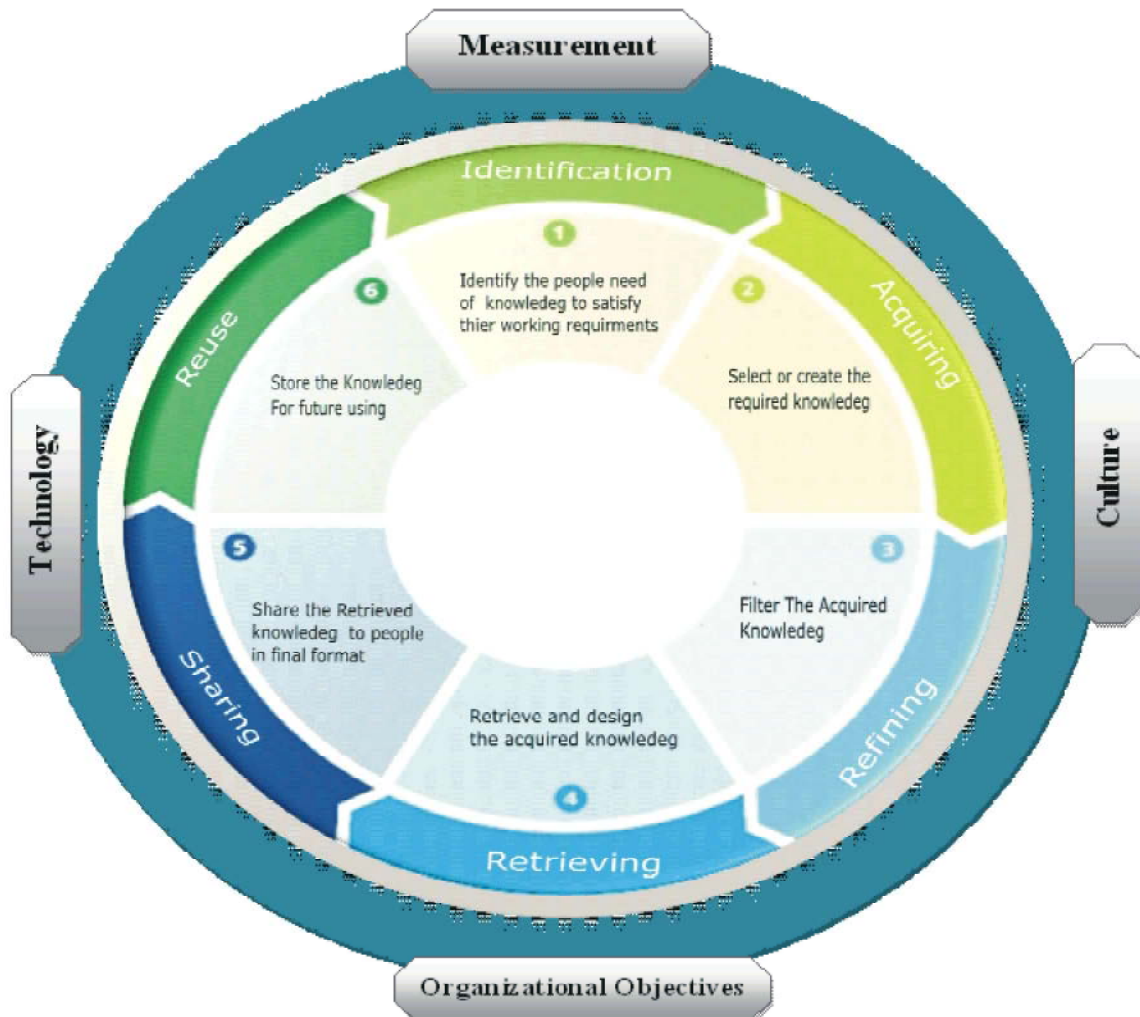 Measurement
Identification
1
Identify the people need
of knowledeg to satisfy
thier working requirments
Acquiring
2
Select or create the
required knowledeg
Culture
3
Filter The Acquired
Knowledeg
Refining
Retrieve and design
the acquired knowledeg
4
Retrieving
5
Share the Retrieved
knowledeg to people
in final format
Sharing
6
Store the Knowledeg
For future using
Reuse
Technology
Organizational Objectives